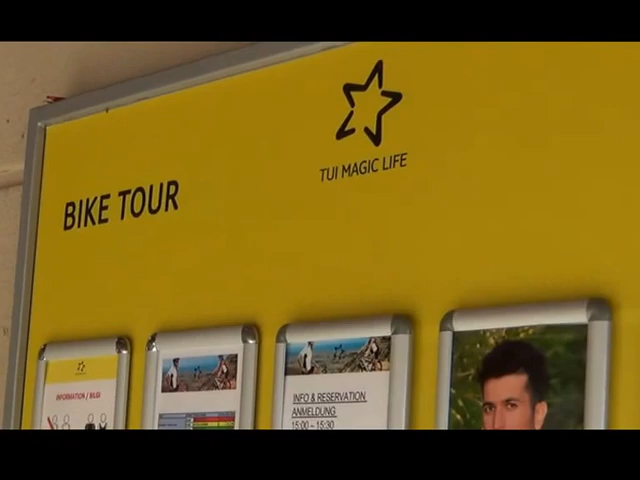 TUI MAGIC LIFE
BIKE TOUR
INFORMATION / BILGI
INFO & RESERVATION
ANMELDUNG
15:00 ~ 15:30